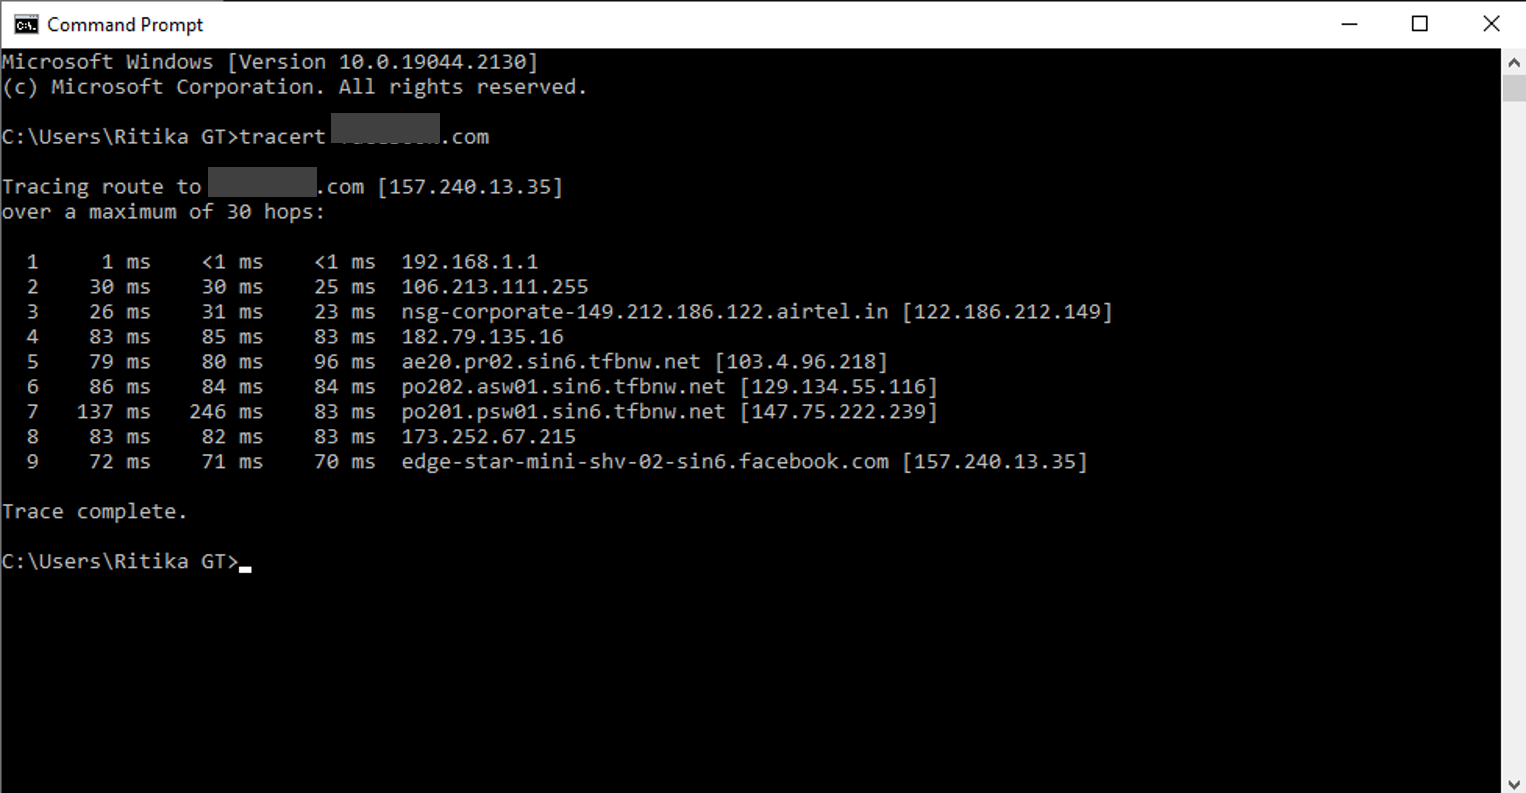 Command Prompt
Microsoft Windows [Version 10.0.19044.2130]
(c) Microsoft Corporation. All rights reserved.
C:\Users\Ritika GT>tracert .com
Tracing route to .com [157.240.13.35]
over a maximum of 30 hops:
1 1 ms <1 ms <1 ms 192.168.1.1
2 30 ms 30 ms 25 ms 106.213.111.255
3 26 ms 31 ms 23 ms nsg-corporate-149.212.186.122.airtel.in [122.186.212.149]
4 83 ms 85 ms 83 ms 182.79.135.16
5 79 ms 80 ms 96 ms ae20.pr02.sin6.tfbnw.net [103.4.96.218]
6 86 ms 84 ms 84 ms po202.asw01.sin6.tfbnw.net [129.134.55.116]
7 137 ms 246 ms 83 ms po201.psw01.sin6.tfbnw.net [147.75.222.239]
8 83 ms 82 ms 83 ms 173.252.67.215
9 72 ms 71 ms 70 ms edge-star-mini-shv-02-sin6.facebook.com [157.240.13.35]
Trace complete.
C:\Users\Ritika GT>